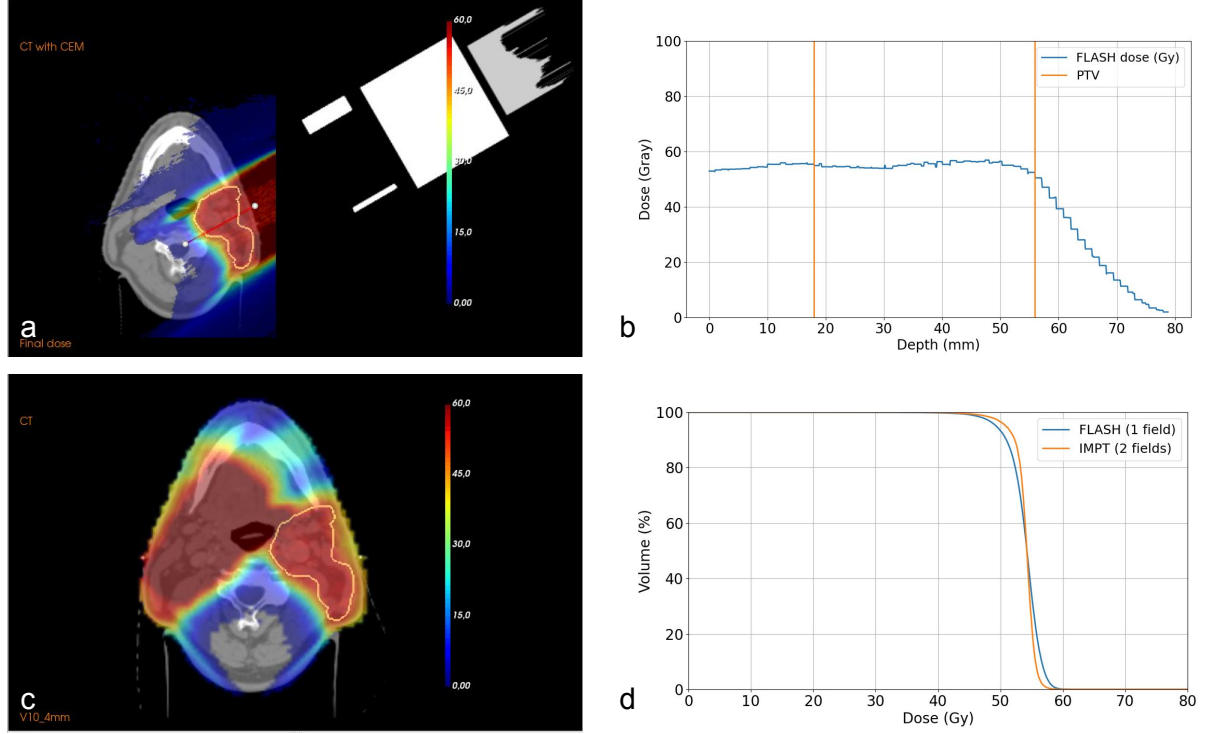 CT with CEM
60,0
45,0
30,0
15,0
0,00
a
Final dose
100
80
60
40
20
0
Dose (Gray)
0 10 20 30 40 50 60 70 80
Depth (mm)
FLASH dose (Gy)
PTV
b
CT
60,0
45,0
30,0
15,0
0,00
c
V10_4mm
100
80
60
40
20
0
Volume (%)
0 10 20 30 40 50 60 70 80
Dose (Gy)
FLASH (1 field)
IMPT (2 fields)
d